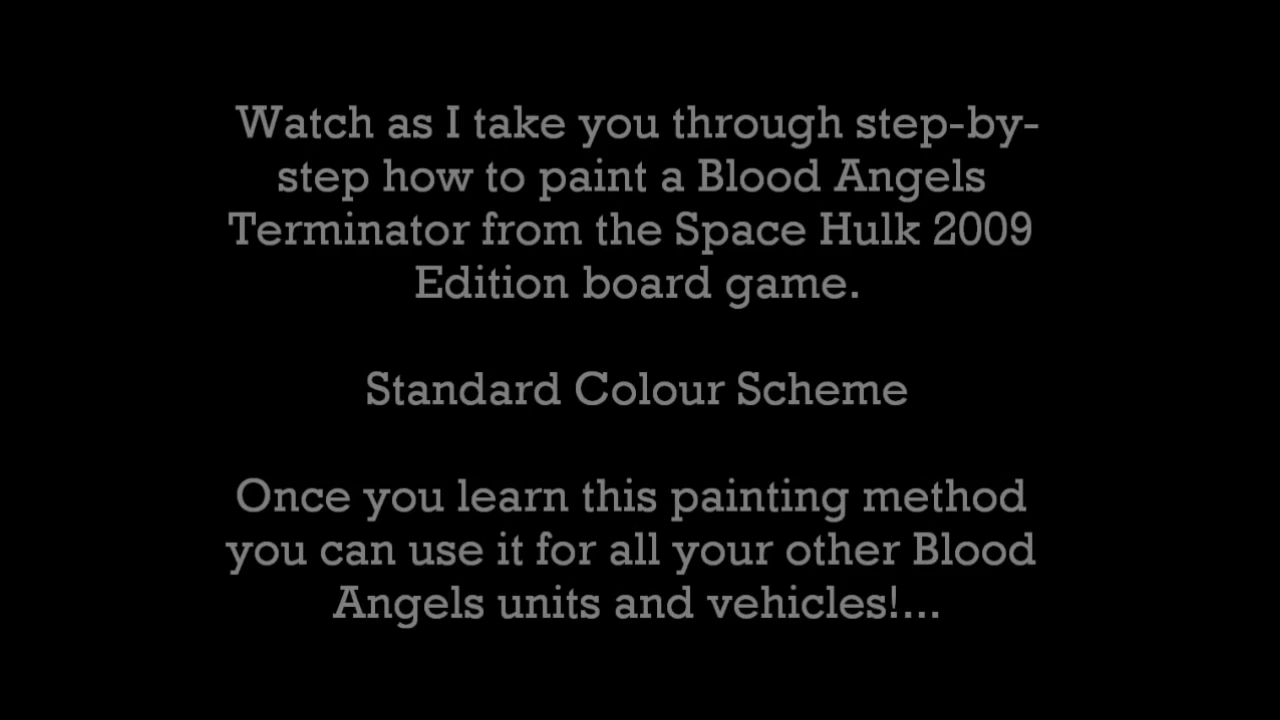 Watch as I take you through step-by-
step how to paint a Blood Angels
Terminator from the Space Hulk 2009
Edition board game.
Standard Colour Scheme
Once you learn this painting method
you can use it for all your other Blood
Angels units and vehicles!...